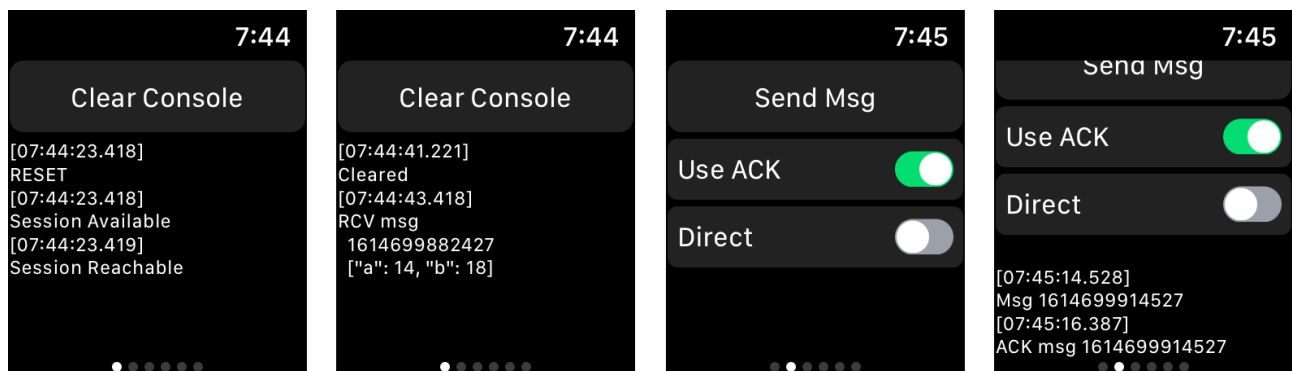 7:44
Clear Console
[07:44:23.418]
RESET
[07:44:23.418]
Session Available
[07:44:23.419]
Session Reachable
7:44
Clear Console
[07:44:41.221]
Cleared
[07:44:43.418]
RCV msg
1614699882427
["a": 14, "b": 18]
7:45
Send Msg
Use ACK
Direct
7:45
Send Msg
Use ACK
Direct
[07:45:14.528]
Msg 1614699914527
[07:45:16.387]
ACK msg 1614699914527